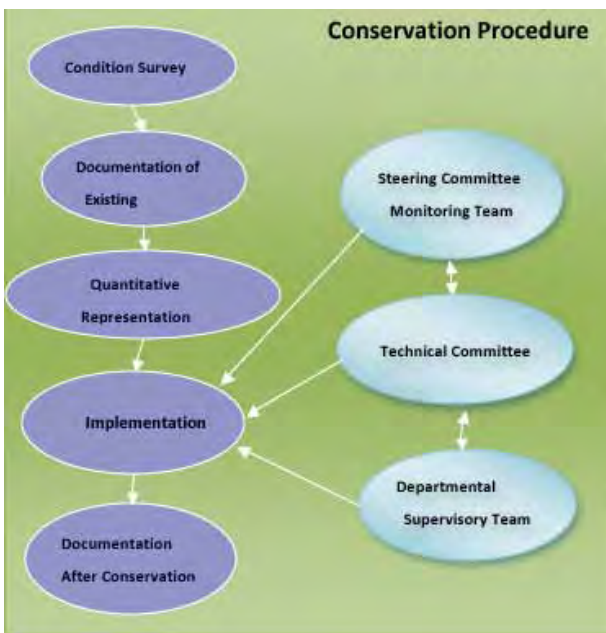 Conservation Procedure
Condition Survey
Documentation of
Existing
Quantitative
Representation
Implementation
Documentation
After Conservation
Steering Committee
Monitoring Team
Technical Committee
Departmental
Supervisory Team